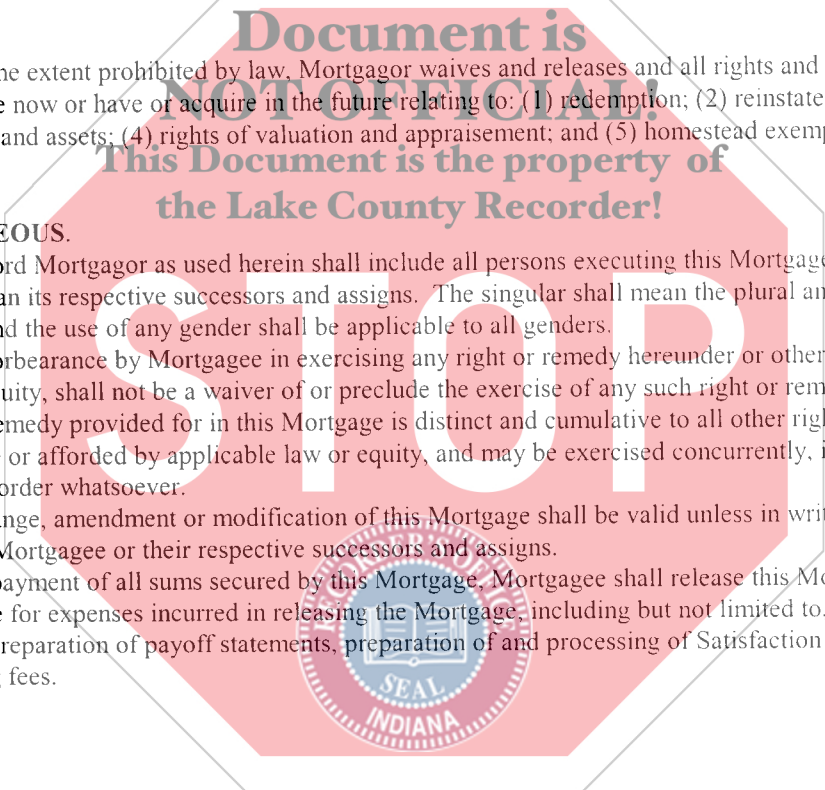 Document is
he extent prohibited by law, Mortgagor waives and releases and all rights and
NOT OFFICIAL!
e now or have or acquire in the future relating to: (1) redemption; (2) reinstate
and assets; (4) rights of valuation and appraisement; and (5) homestead exemp
This Document is the property of
the Lake County Recorder!
EOUS.
ord Mortgagor as used herein shall include all persons executing this Mortgage
an its respective successors and assigns. The singular shall mean the plural an
nd the use of any gender shall be applicable to all genders.
orbearance by Mortgagee in exercising any right or remedy hereunder or other
uity, shall not be a waiver of or preclude the exercise of any such right or rem
emedy provided for in this Mortgage is distinct and cumulative to all other righ
or afforded by applicable law or equity, and may be exercised concurrently, i
order whatsoever.
STOP
nge, amendment or modification of this Mortgage shall be valid unless in writ
Mortgagee or their respective successors and assigns.
payment of all sums secured by this Mortgage, Mortgagee shall release this Mo
e for expenses incurred in releasing the Mortgage, including but not limited to.
reparation of payoff statements, preparation of and processing of Satisfaction
g fees.
RECORDER'S OFFICE
SEAL
INDIANA